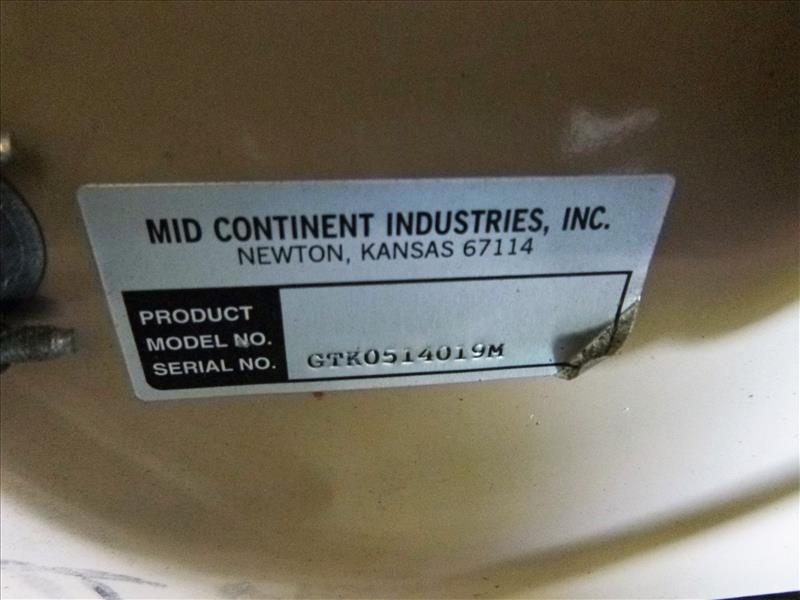 MID CONTINENT INDUSTRIES, INC.
NEWTON, KANSAS 67114
PRODUCT
MODEL NO.
SERIAL NO. GTK0514019M